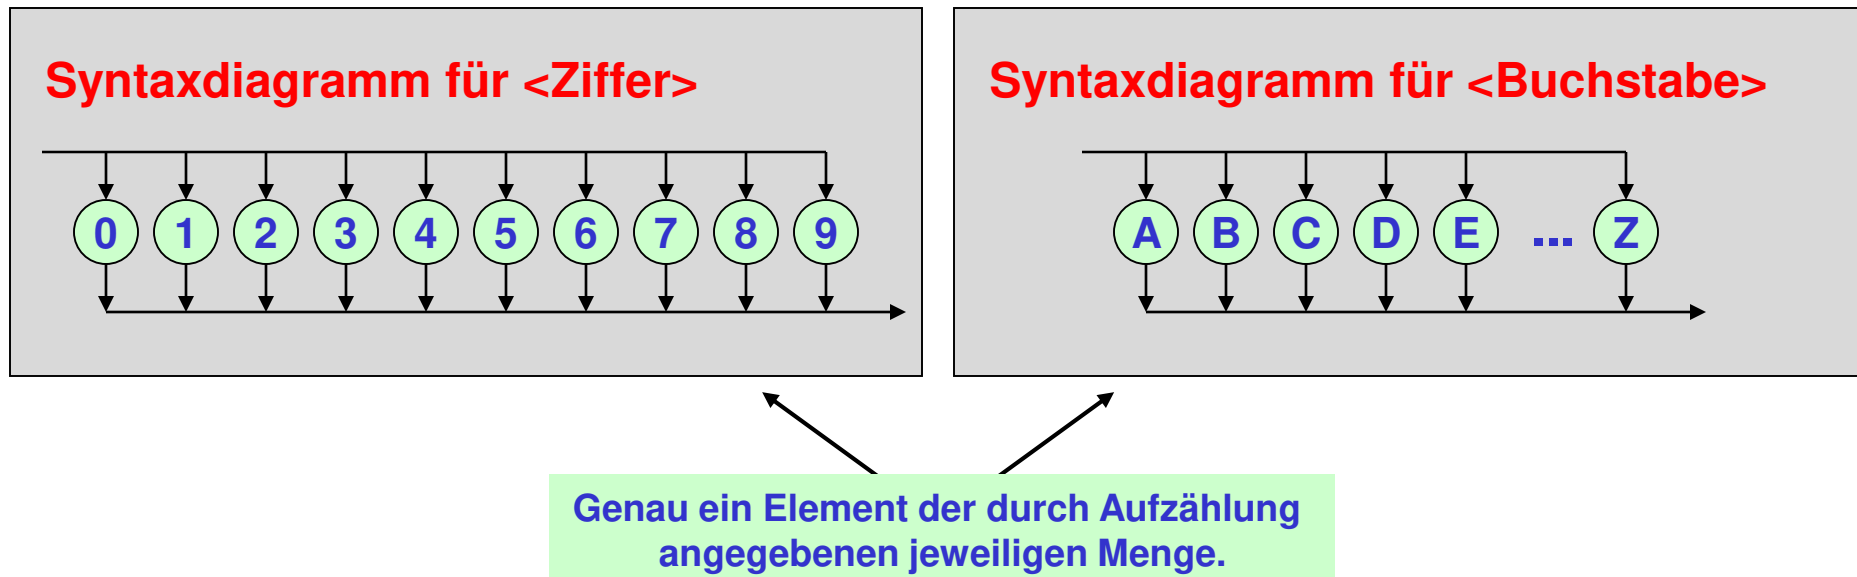 Syntaxdiagramm für <Ziffer>
0 1 2 3 4 5 6 7 8 9
Syntaxdiagramm für <Buchstabe>
A B C D E ... Z
Genau ein Element der durch Aufzählung
angegebenen jeweiligen Menge.